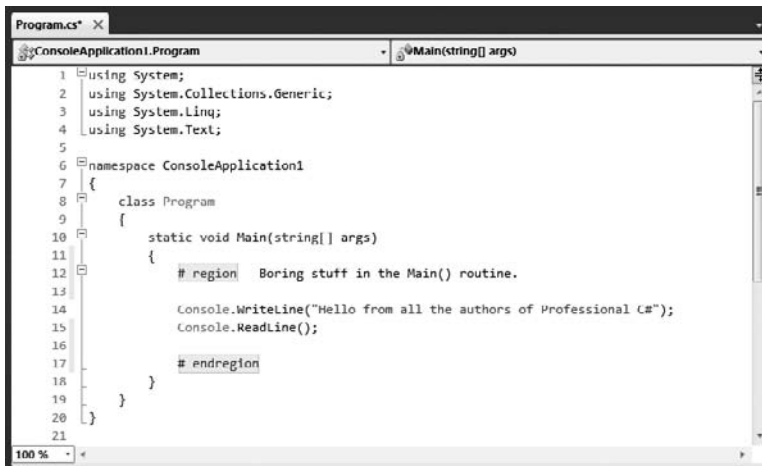 Program.cs*
ConsoleApplication1.Program
Main(string[] args)
1 using System;
2 using System.Collections.Generic;
3 using System.Linq;
4 using System.Text;
5
6 namespace ConsoleApplication1
7 {
8 class Program
9 {
10 static void Main(string[] args)
11 {
12 # region Boring stuff in the Main() routine.
13
14 Console.WriteLine("Hello from all the authors of Professional C#");
15 Console.ReadLine();
16
17 # endregion
18 }
19 }
20 }
21
100 %